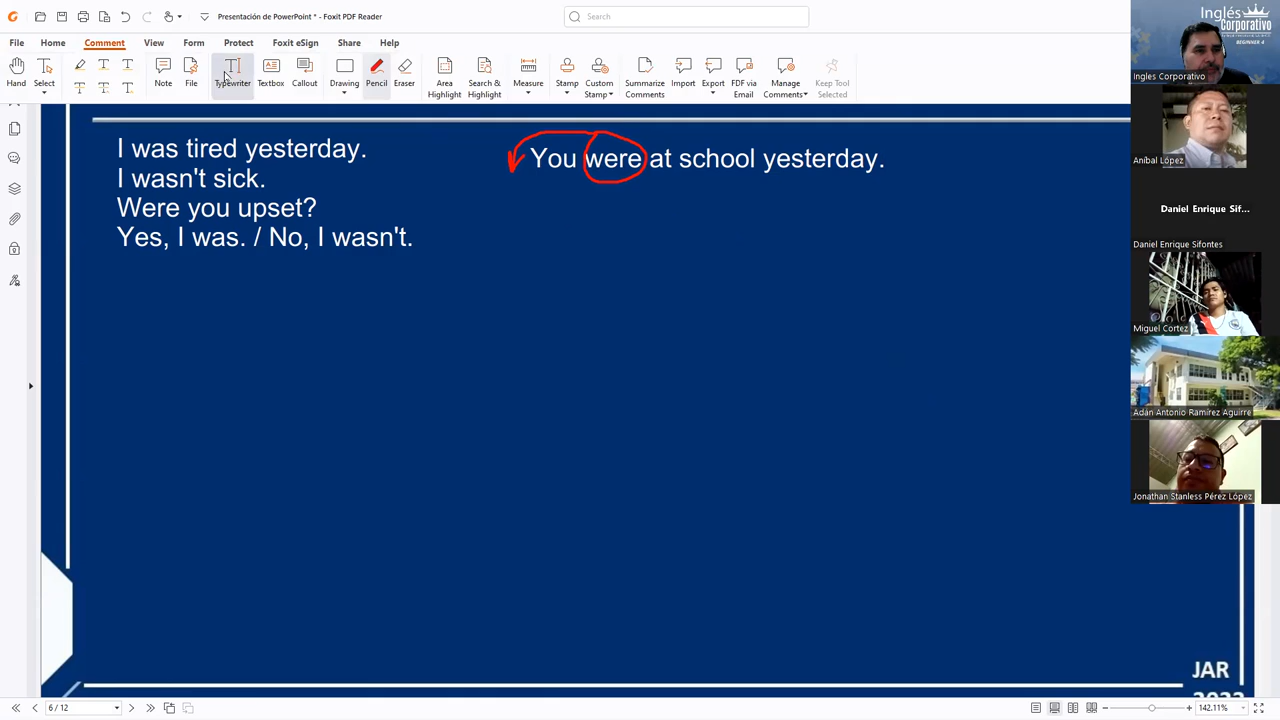 Presentación de PowerPoint * - Foxit PDF Reader
Search
File Home Comment View Form Protect Foxit eSign Share Help
Hand
Select
Note
File
Typewriter
Textbox
Callout
Drawing
Pencil
Eraser
Area Highlight
Search & Highlight
Measure
Stamp
Custom Stamp
Summarize Comments
Import
Export
PDF via Email
Manage Comments
Keep Tool Selected
I was tired yesterday.
I wasn't sick.
Were you upset?
Yes, I was. / No, I wasn't.
You were at school yesterday.
JAR
6 / 12
142.11%
Inglés
Corporativo
BEGINNER 4
Ingles Corporativo
Aníbal López
Daniel Enrique Sif...
Daniel Enrique Sifontes
Miguel Cortez
Adán Antonio Ramírez Aguirre
Jonathan Stanless Pérez López